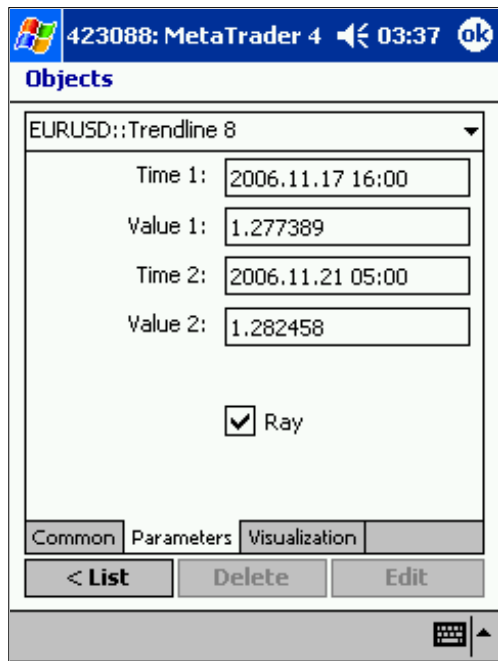 423088: MetaTrader 4 03:37 ok
Objects
EURUSD::Trendline 8
Time 1: 2006.11.17 16:00
Value 1: 1.277389
Time 2: 2006.11.21 05:00
Value 2: 1.282458
Ray
Common Parameters Visualization
< List Delete Edit